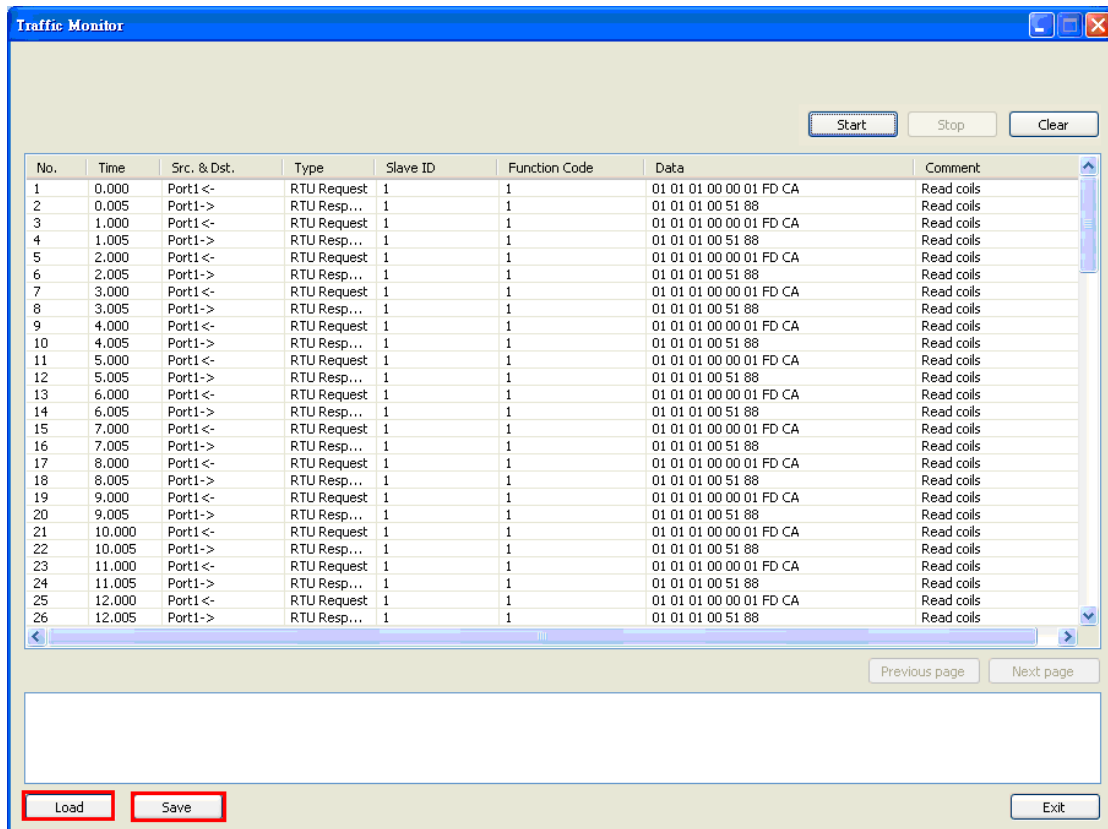 Traffic Monitor
Start Stop Clear
No. Time Src. & Dst. Type Slave ID Function Code Data Comment
1 0.000 Port1<- RTU Request 1 1 01 01 01 00 00 01 FD CA Read coils
2 0.005 Port1-> RTU Resp... 1 1 01 01 01 00 51 88 Read coils
3 1.000 Port1<- RTU Request 1 1 01 01 01 00 00 01 FD CA Read coils
4 1.005 Port1-> RTU Resp... 1 1 01 01 01 00 51 88 Read coils
5 2.000 Port1<- RTU Request 1 1 01 01 01 00 00 01 FD CA Read coils
6 2.005 Port1-> RTU Resp... 1 1 01 01 01 00 51 88 Read coils
7 3.000 Port1<- RTU Request 1 1 01 01 01 00 00 01 FD CA Read coils
8 3.005 Port1-> RTU Resp... 1 1 01 01 01 00 51 88 Read coils
9 4.000 Port1<- RTU Request 1 1 01 01 01 00 00 01 FD CA Read coils
10 4.005 Port1-> RTU Resp... 1 1 01 01 01 00 51 88 Read coils
11 5.000 Port1<- RTU Request 1 1 01 01 01 00 00 01 FD CA Read coils
12 5.005 Port1-> RTU Resp... 1 1 01 01 01 00 51 88 Read coils
13 6.000 Port1<- RTU Request 1 1 01 01 01 00 00 01 FD CA Read coils
14 6.005 Port1-> RTU Resp... 1 1 01 01 01 00 51 88 Read coils
15 7.000 Port1<- RTU Request 1 1 01 01 01 00 00 01 FD CA Read coils
16 7.005 Port1-> RTU Resp... 1 1 01 01 01 00 51 88 Read coils
17 8.000 Port1<- RTU Request 1 1 01 01 01 00 00 01 FD CA Read coils
18 8.005 Port1-> RTU Resp... 1 1 01 01 01 00 51 88 Read coils
19 9.000 Port1<- RTU Request 1 1 01 01 01 00 00 01 FD CA Read coils
20 9.005 Port1-> RTU Resp... 1 1 01 01 01 00 51 88 Read coils
21 10.000 Port1<- RTU Request 1 1 01 01 01 00 00 01 FD CA Read coils
22 10.005 Port1-> RTU Resp... 1 1 01 01 01 00 51 88 Read coils
23 11.000 Port1<- RTU Request 1 1 01 01 01 00 00 01 FD CA Read coils
24 11.005 Port1-> RTU Resp... 1 1 01 01 01 00 51 88 Read coils
25 12.000 Port1<- RTU Request 1 1 01 01 01 00 00 01 FD CA Read coils
26 12.005 Port1-> RTU Resp... 1 1 01 01 01 00 51 88 Read coils
Previous page Next page
Load Save Exit